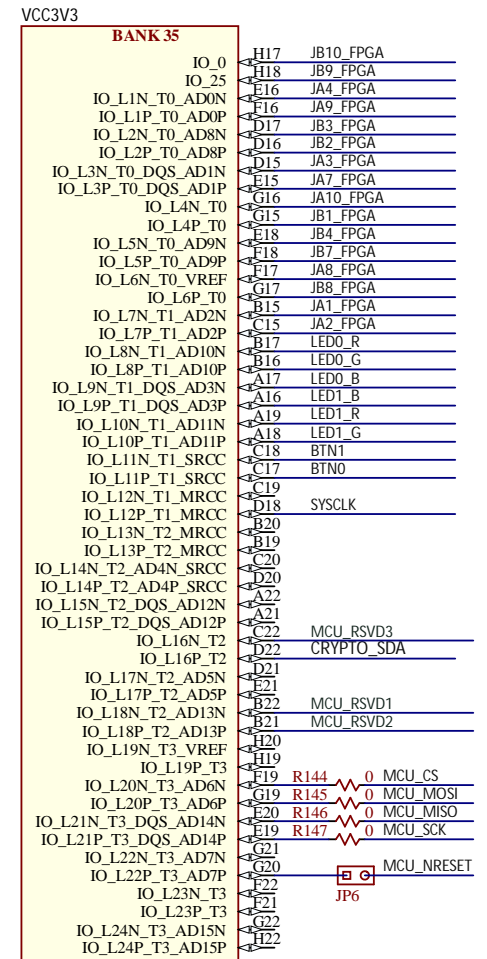 VCC3V3
BANK 35
IO_0 H17 JB10_FPGA
IO_25 H18 JB9_FPGA
IO_L1N_T0_AD0N E16 JA4_FPGA
IO_L1P_T0_AD0P F16 JA9_FPGA
IO_L2N_T0_AD8N D17 JB3_FPGA
IO_L2P_T0_AD8P D16 JB2_FPGA
IO_L3N_T0_DQS_AD1N D15 JA3_FPGA
IO_L3P_T0_DQS_AD1P E15 JA7_FPGA
IO_L4N_T0 G16 JA10_FPGA
IO_L4P_T0 G15 JB1_FPGA
IO_L5N_T0_AD9N E18 JB4_FPGA
IO_L5P_T0_AD9P F18 JB7_FPGA
IO_L6N_T0_VREF F17 JA8_FPGA
IO_L6P_T0 G17 JB8_FPGA
IO_L7N_T1_AD2N B15 JA1_FPGA
IO_L7P_T1_AD2P C15 JA2_FPGA
IO_L8N_T1_AD10N B17 LED0_R
IO_L8P_T1_AD10P B16 LED0_G
IO_L9N_T1_DQS_AD3N A17 LED0_B
IO_L9P_T1_DQS_AD3P A16 LED1_B
IO_L10N_T1_AD11N A19 LED1_R
IO_L10P_T1_AD11P A18 LED1_G
IO_L11N_T1_SRCC C18 BTN1
IO_L11P_T1_SRCC C17 BTN0
IO_L12N_T1_MRCC C19
IO_L12P_T1_MRCC D18 SYSCLK
IO_L13N_T2_MRCC B20
IO_L13P_T2_MRCC B19
IO_L14N_T2_AD4N_SRCC C20
IO_L14P_T2_AD4P_SRCC D20
IO_L15N_T2_DQS_AD12N A22
IO_L15P_T2_DQS_AD12P A21
IO_L16N_T2 C22 MCU_RSVD3
IO_L16P_T2 D22 CRYPTO_SDA
IO_L17N_T2_AD5N D21
IO_L17P_T2_AD5P E21
IO_L18N_T2_AD13N B22 MCU_RSVD1
IO_L18P_T2_AD13P B21 MCU_RSVD2
IO_L19N_T3_VREF H20
IO_L19P_T3 H19
IO_L20N_T3_AD6N F19 R144 0 MCU_CS
IO_L20P_T3_AD6P G19 R145 0 MCU_MOSI
IO_L21N_T3_DQS_AD14N E20 R146 0 MCU_MISO
IO_L21P_T3_DQS_AD14P E19 R147 0 MCU_SCK
IO_L22N_T3_AD7N G21
IO_L22P_T3_AD7P G20 MCU_NRESET
IO_L23N_T3 F22 JP6
IO_L23P_T3 F21
IO_L24N_T3_AD15N G22
IO_L24P_T3_AD15P H22